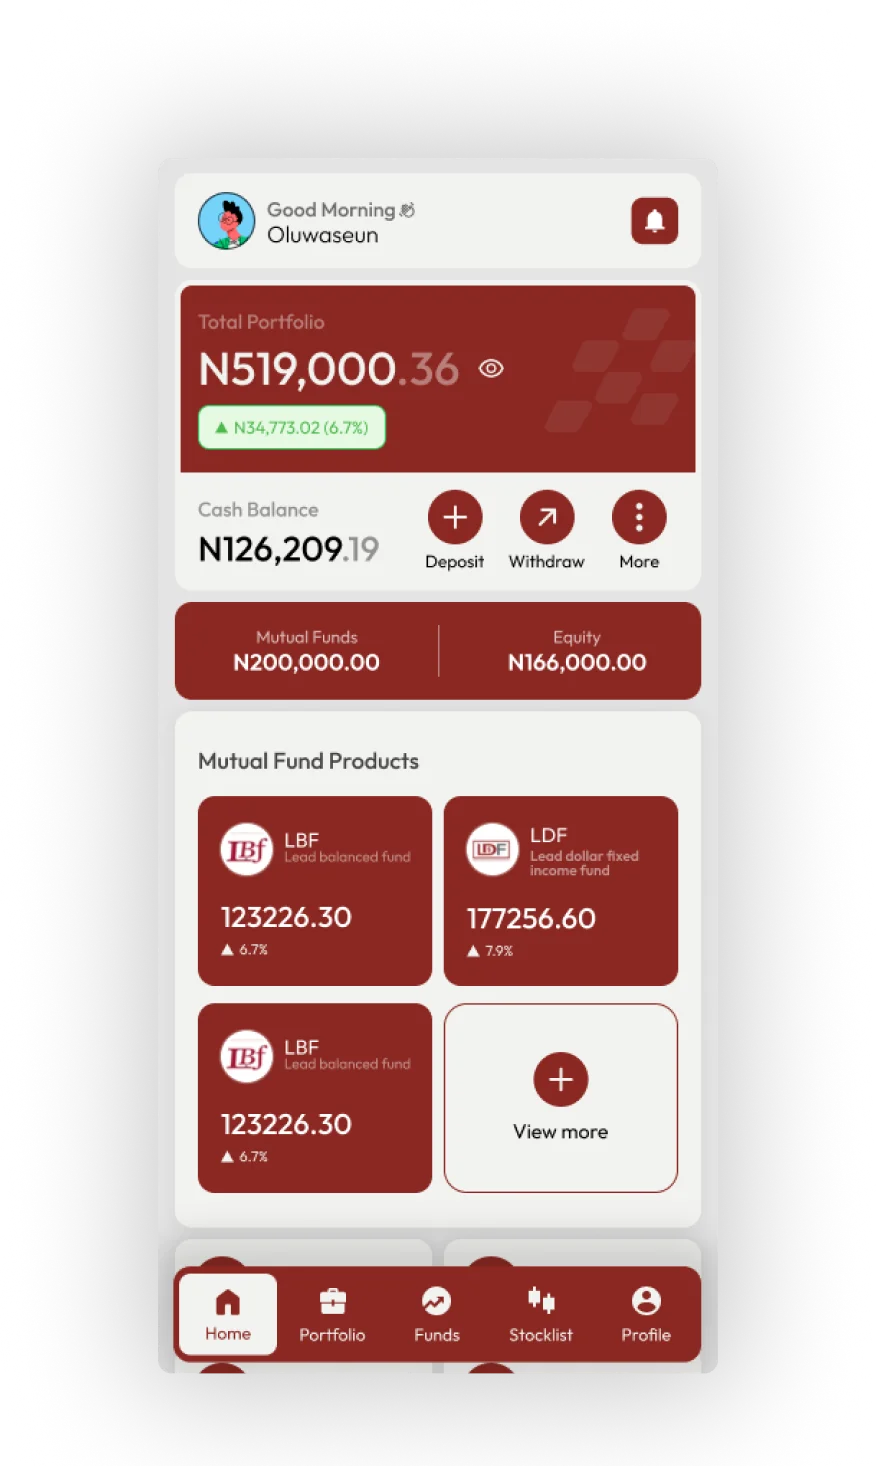 Good Morning👋
Oluwaseun
Total Portfolio
N519,000.36
▲ N34,773.02 (6.7%)
Cash Balance
N126,209.19
Deposit
Withdraw
More
Mutual Funds
N200,000.00
Equity
N166,000.00
Mutual Fund Products
LBf
LBF
Lead balanced fund
123226.30
▲ 6.7%
LDF
LDF
Lead dollar fixed
income fund
177256.60
▲ 7.9%
LBf
LBF
Lead balanced fund
123226.30
▲ 6.7%
View more
Home
Portfolio
Funds
Stocklist
Profile